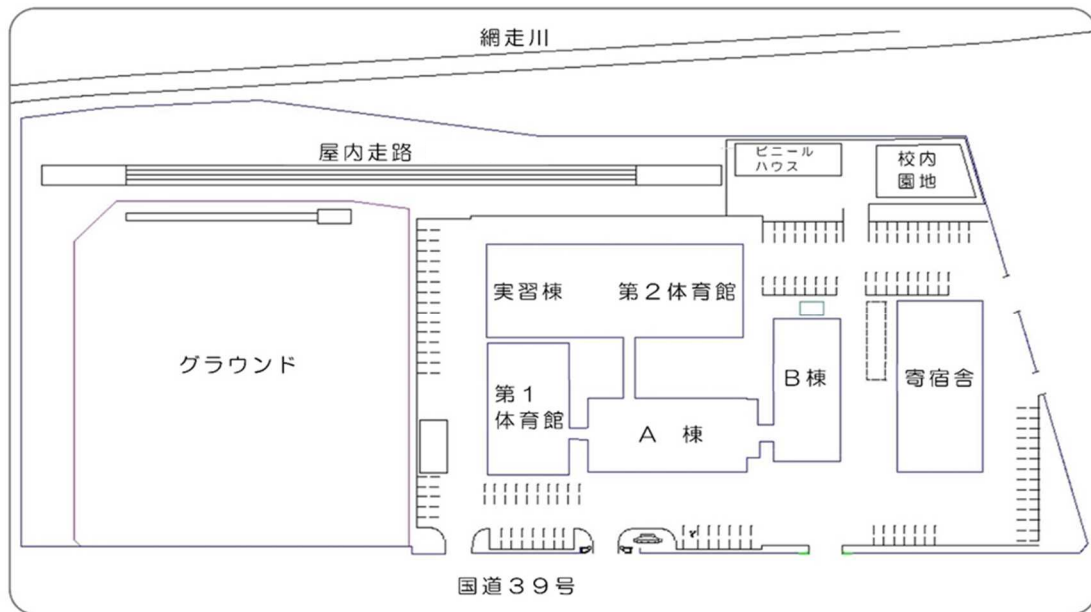 網走川
屋内走路
ビニール
ハウス
校内
園地
実習棟
第２体育館
グラウンド
第１
体育館
Ａ　棟
Ｂ棟
寄宿舎
国道３９号